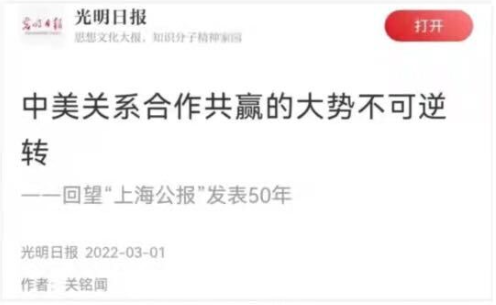 光明日报
光明日报
思想文化大报，知识分子精神家园
打开
中美关系合作共赢的大势不可逆
转
——回望“上海公报”发表50年
光明日报 2022-03-01
作者：关铭闻